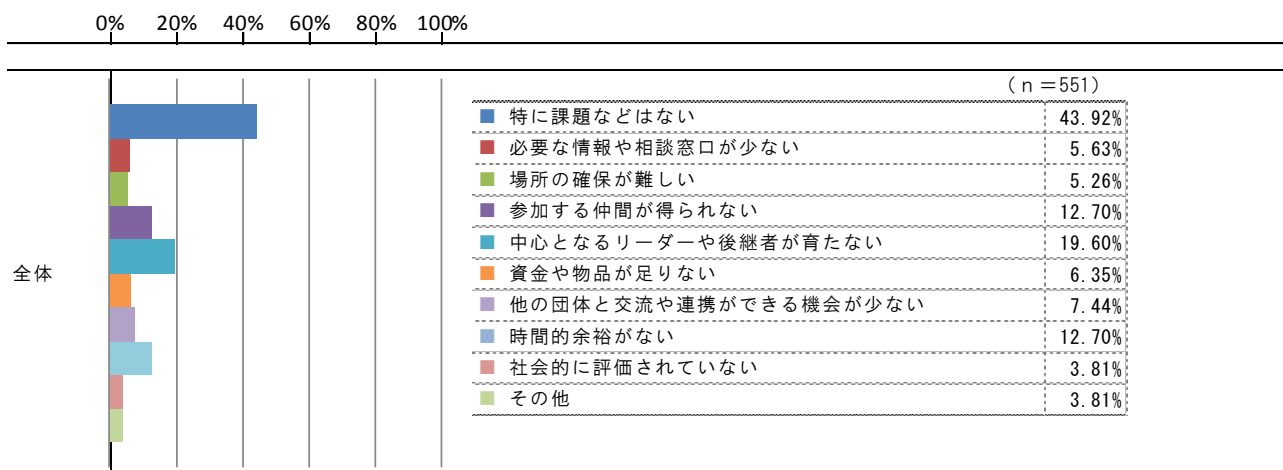 0% 20% 40% 60% 80% 100%
(n=551)
特に課題などはない 43.92%
必要な情報や相談窓口が少ない 5.63%
場所の確保が難しい 5.26%
参加する仲間が得られない 12.70%
中心となるリーダーや後継者が育たない 19.60%
全体
資金や物品が足りない 6.35%
他の団体と交流や連携ができる機会が少ない 7.44%
時間的余裕がない 12.70%
社会的に評価されていない 3.81%
その他 3.81%